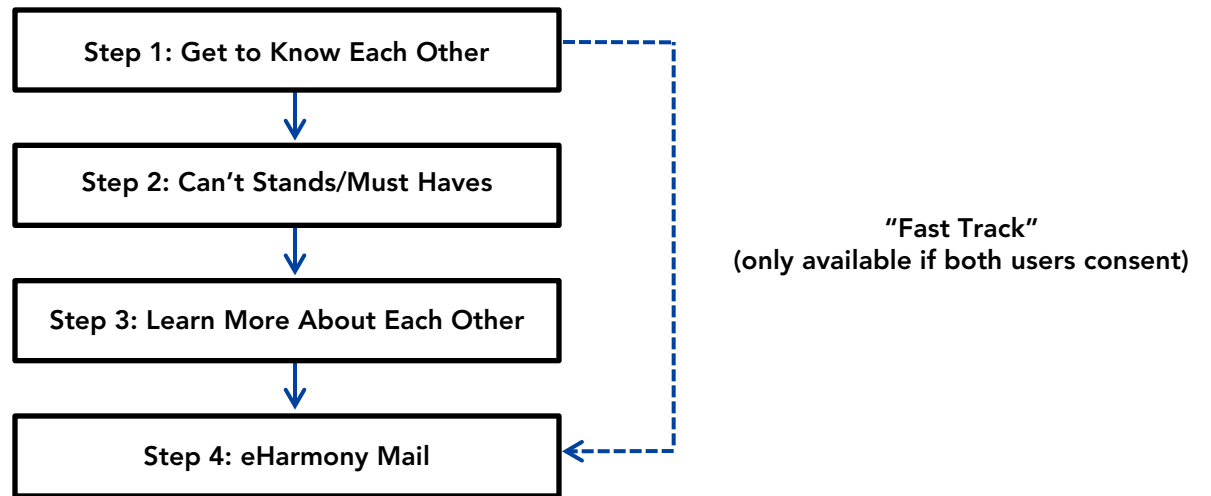 Step 1: Get to Know Each Other
Step 2: Can’t Stands/Must Haves
“Fast Track”
(only available if both users consent)
Step 3: Learn More About Each Other
Step 4: eHarmony Mail